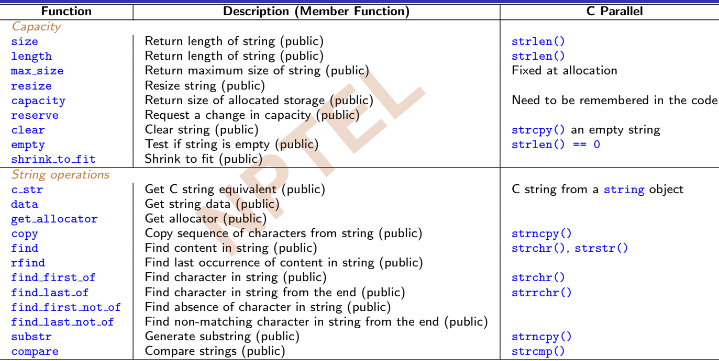 Function Description (Member Function) C Parallel
Capacity
size Return length of string (public) strlen()
length Return length of string (public) strlen()
max_size Return maximum size of string (public) Fixed at allocation
resize Resize string (public)
capacity Return size of allocated storage (public) Need to be remembered in the code
reserve Request a change in capacity (public)
clear Clear string (public) strcpy() an empty string
empty Test if string is empty (public) strlen() == 0
shrink_to_fit Shrink to fit (public)
String operations
c_str Get C string equivalent (public) C string from a string object
data Get string data (public)
get_allocator Get allocator (public)
copy Copy sequence of characters from string (public) strncpy()
find Find content in string (public) strchr(), strstr()
rfind Find last occurrence of content in string (public)
find_first_of Find character in string (public) strchr()
find_last_of Find character in string from the end (public) strrchr()
find_first_not_of Find absence of character in string (public)
find_last_not_of Find non-matching character in string from the end (public)
substr Generate substring (public) strncpy()
compare Compare strings (public) strcmp()
NPTEL